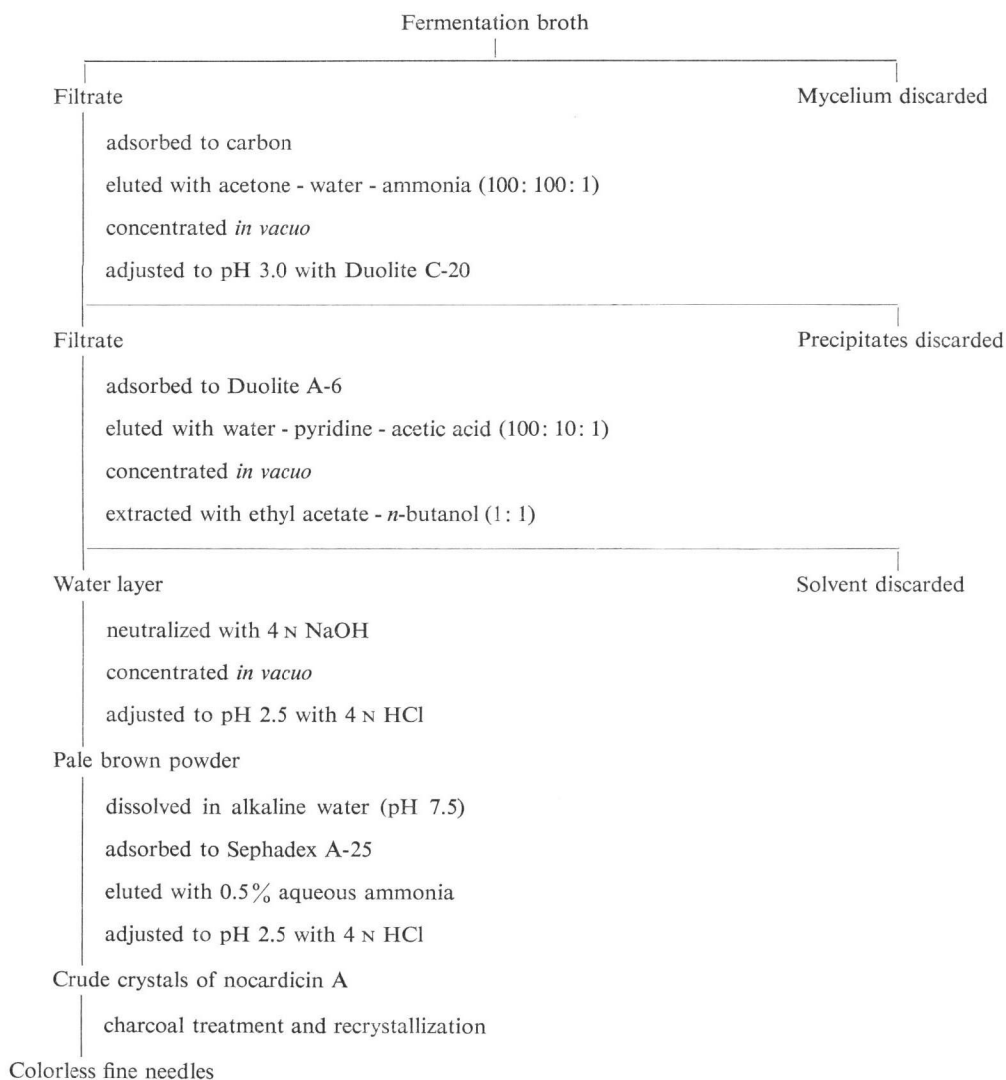 Fermentation broth
Filtrate Mycelium discarded
adsorbed to carbon
eluted with acetone - water - ammonia (100: 100: 1)
concentrated in vacuo
adjusted to pH 3.0 with Duolite C-20
Filtrate Precipitates discarded
adsorbed to Duolite A-6
eluted with water - pyridine - acetic acid (100: 10: 1)
concentrated in vacuo
extracted with ethyl acetate - n-butanol (1: 1)
Water layer Solvent discarded
neutralized with 4 N NaOH
concentrated in vacuo
adjusted to pH 2.5 with 4 N HCl
Pale brown powder
dissolved in alkaline water (pH 7.5)
adsorbed to Sephadex A-25
eluted with 0.5% aqueous ammonia
adjusted to pH 2.5 with 4 N HCl
Crude crystals of nocardicin A
charcoal treatment and recrystallization
Colorless fine needles